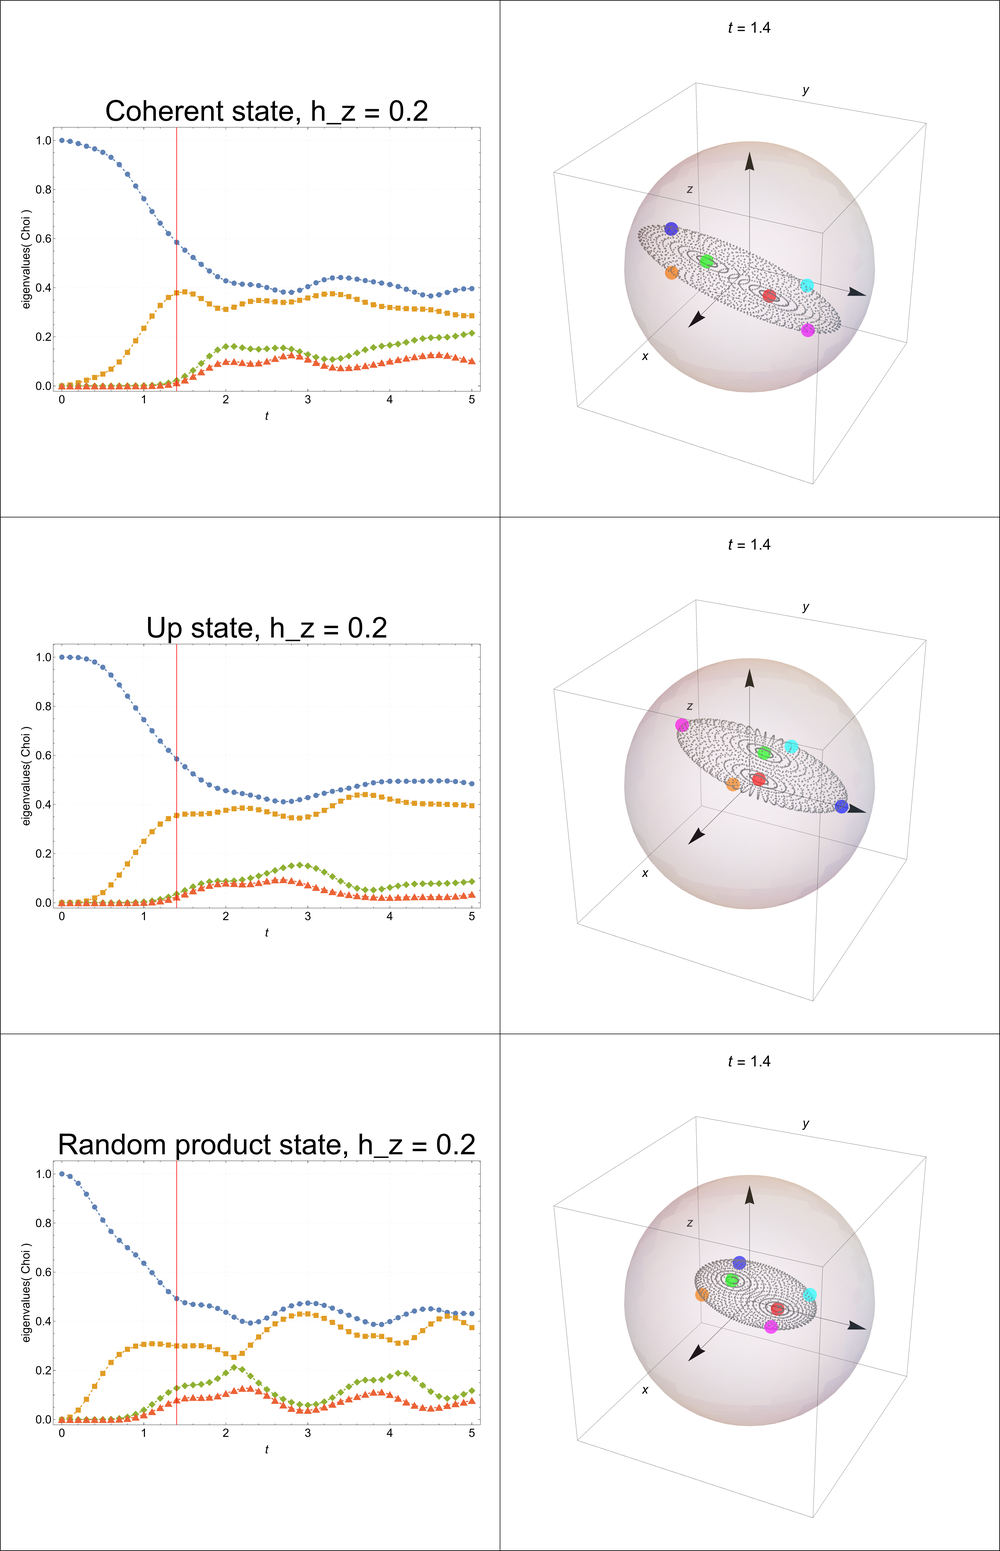 Coherent state, h_z = 0.2
eigenvalues( Choi )
1.0
0.8
0.6
0.4
0.2
0.0
0 1 2 3 4 5
t
t = 1.4
y
z
x
Up state, h_z = 0.2
eigenvalues( Choi )
1.0
0.8
0.6
0.4
0.2
0.0
0 1 2 3 4 5
t
t = 1.4
y
z
x
Random product state, h_z = 0.2
eigenvalues( Choi )
1.0
0.8
0.6
0.4
0.2
0.0
0 1 2 3 4 5
t
t = 1.4
y
z
x